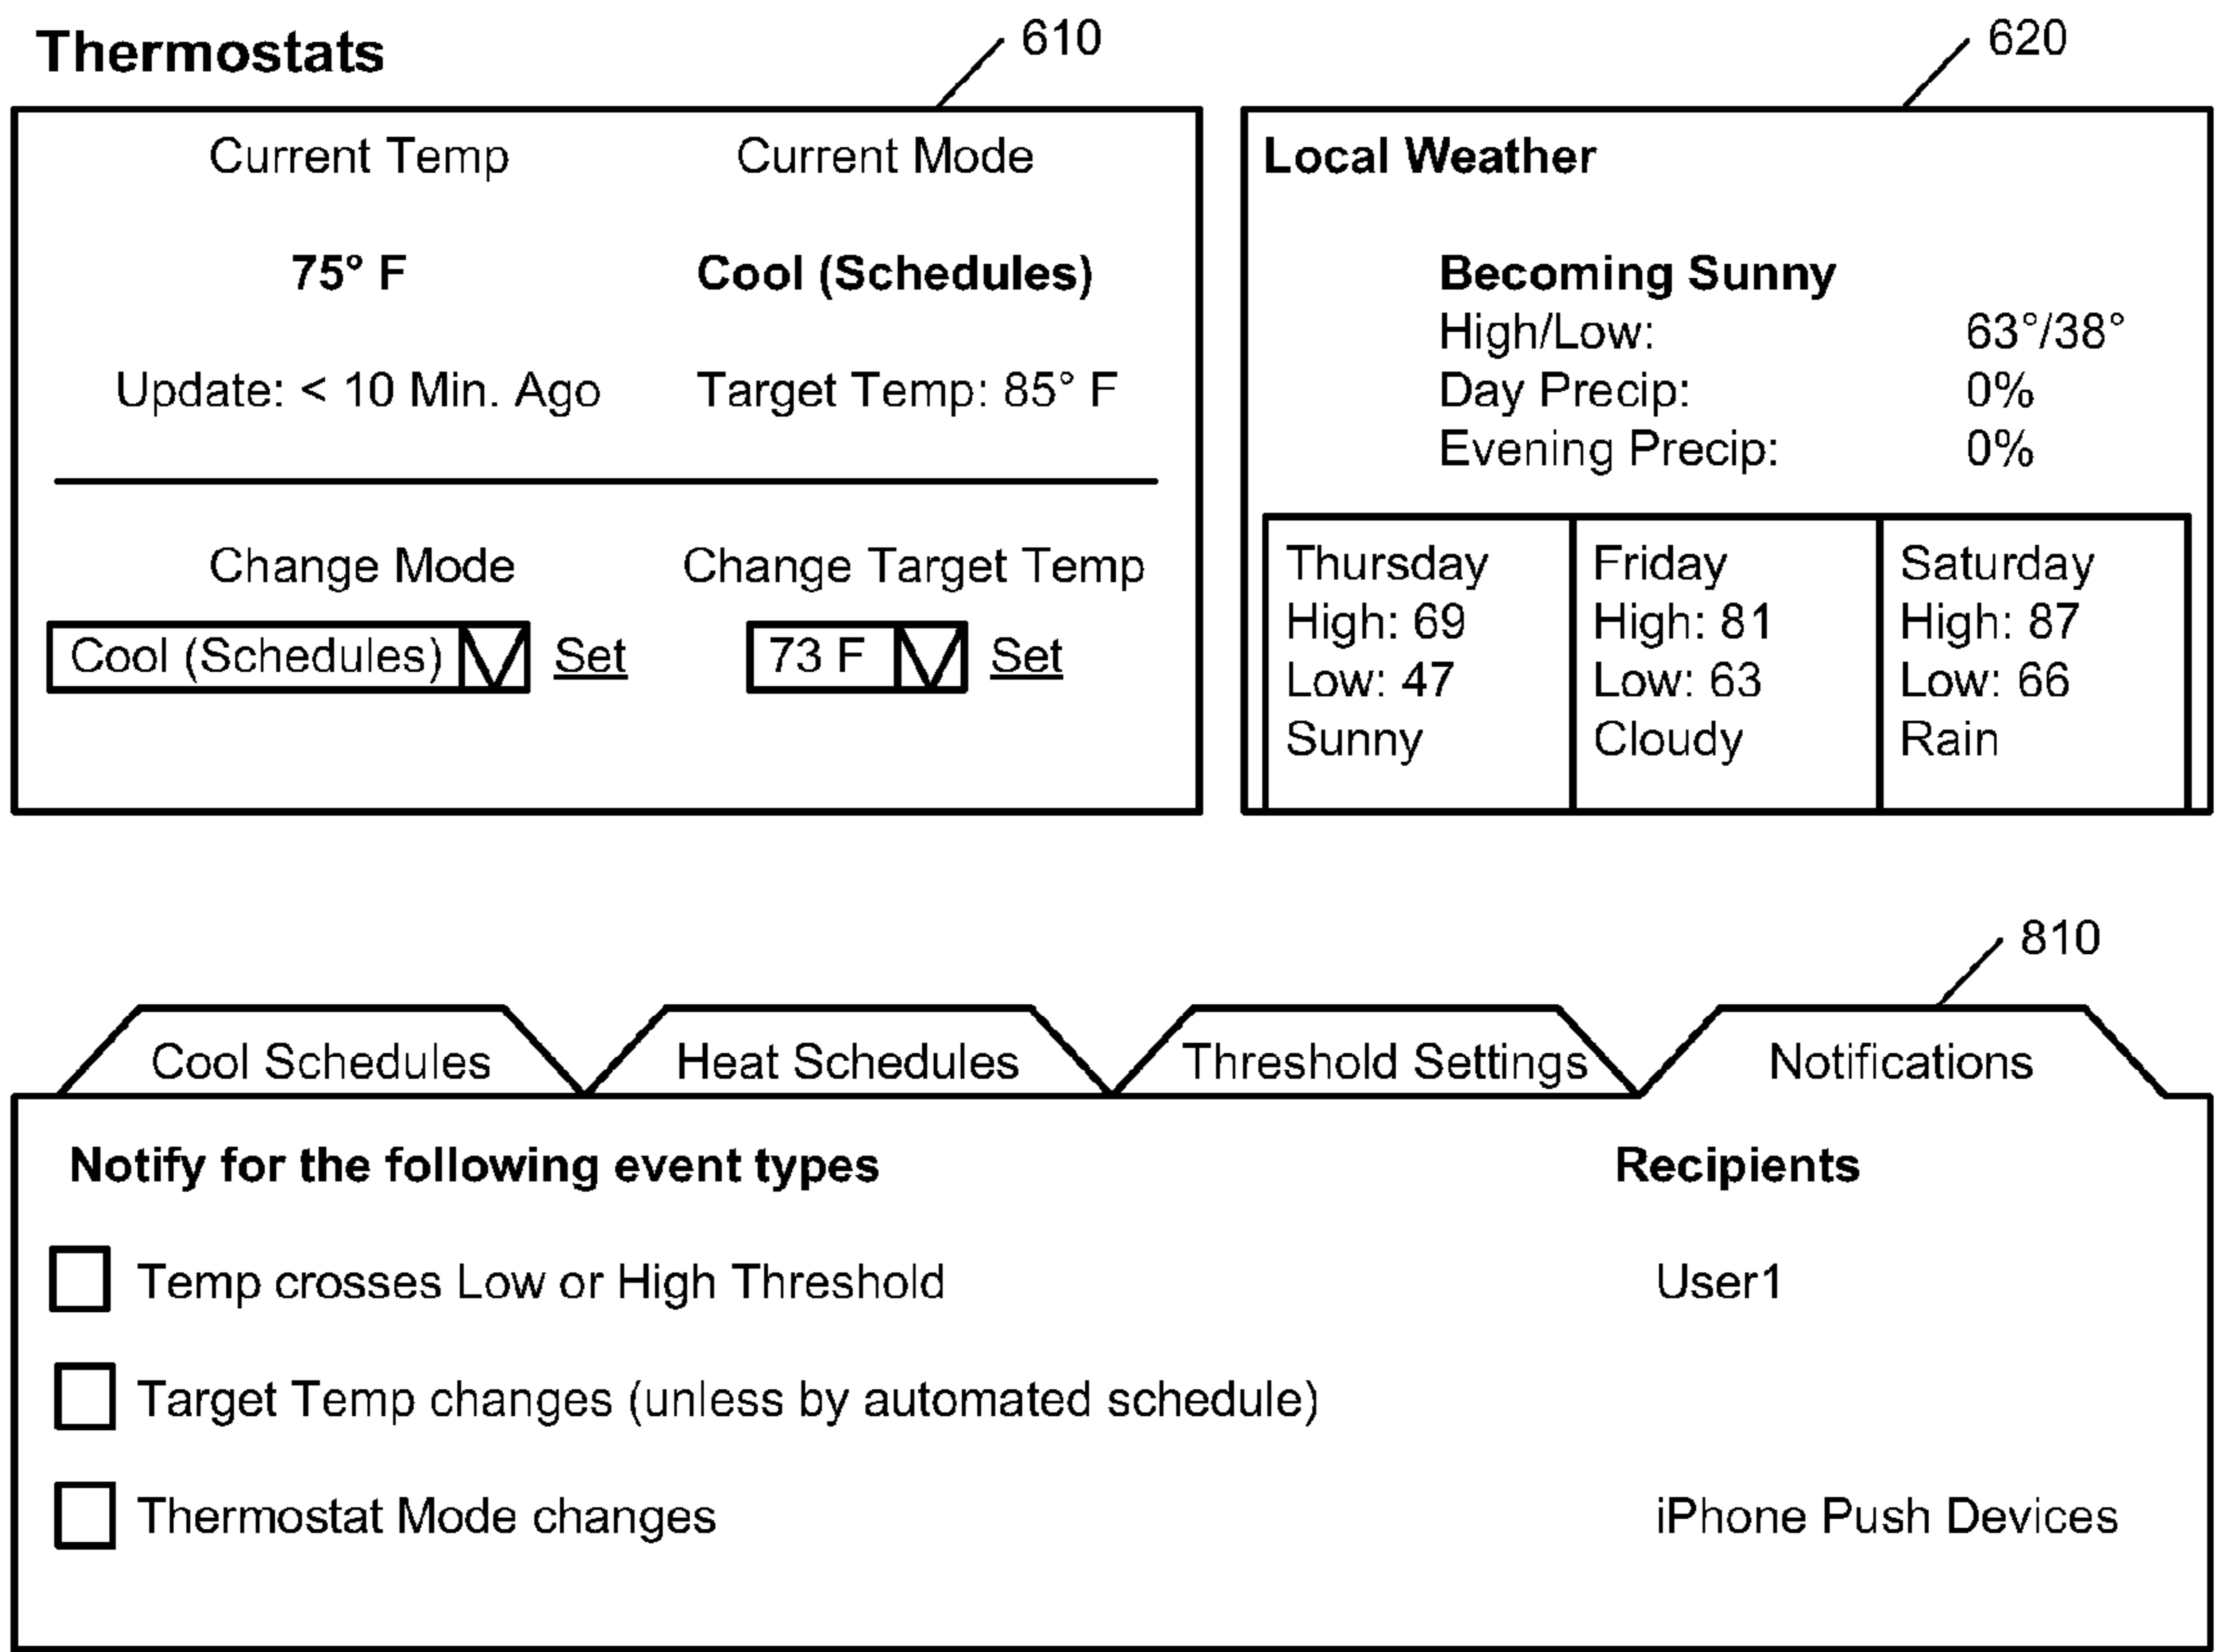 Thermostats
610
620
Current Temp
Current Mode
75° F
Cool (Schedules)
Update: < 10 Min. Ago
Target Temp: 85° F
Change Mode
Change Target Temp
Cool (Schedules)
Set
73 F
Set
Local Weather
Becoming Sunny
High/Low: 63°/38°
Day Precip: 0%
Evening Precip: 0%
Thursday
High: 69
Low: 47
Sunny
Friday
High: 81
Low: 63
Cloudy
Saturday
High: 87
Low: 66
Rain
810
Cool Schedules
Heat Schedules
Threshold Settings
Notifications
Notify for the following event types
Recipients
Temp crosses Low or High Threshold
User1
Target Temp changes (unless by automated schedule)
Thermostat Mode changes
iPhone Push Devices